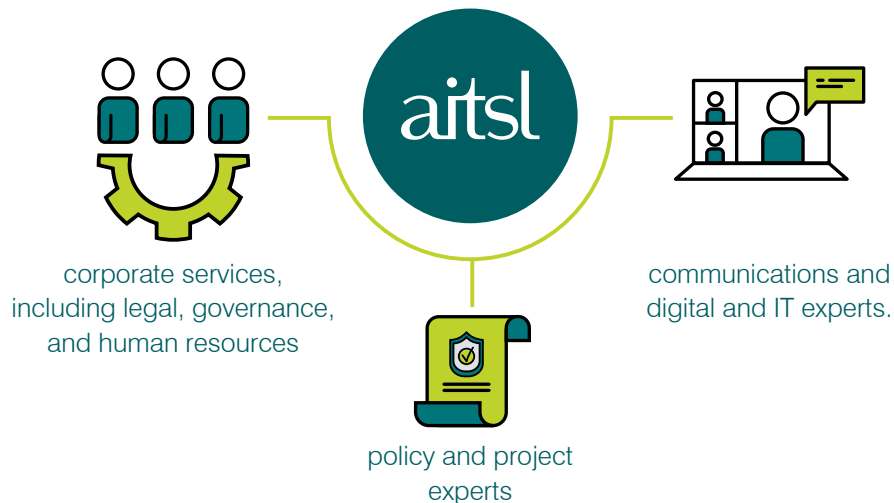 aitsl
corporate services,
including legal, governance,
and human resources
policy and project
experts
communications and
digital and IT experts.